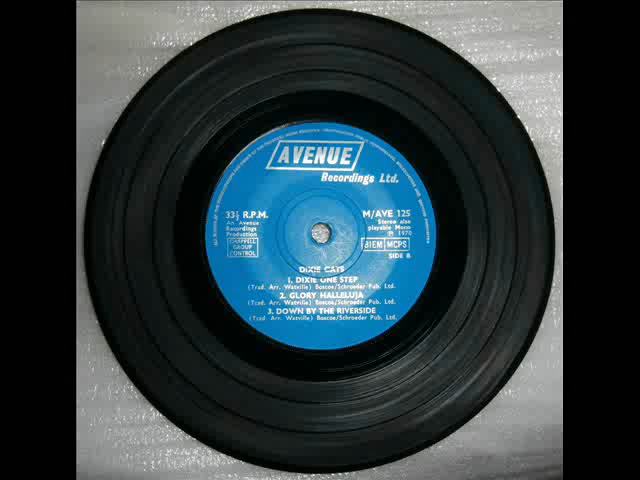 AVENUE
Recordings Ltd.
33⅓ R.P.M.
An Avenue
Recordings
Production
CHAPPELL
GROUP
CONTROL
M/AVE 125
Stereo also
playable Mono
℗ 1970
BIEM MCPS
SIDE B
DIXIE CATS
1. DIXIE ONE STEP
(Trad. Arr. Watville) Boscoe/Schroeder Pub. Ltd.
2. GLORY HALLELUJA
(Trad. Arr. Watville) Boscoe/Schroeder Pub. Ltd.
3. DOWN BY THE RIVERSIDE
(Trad. Arr. Watville) Boscoe/Schroeder Pub. Ltd.